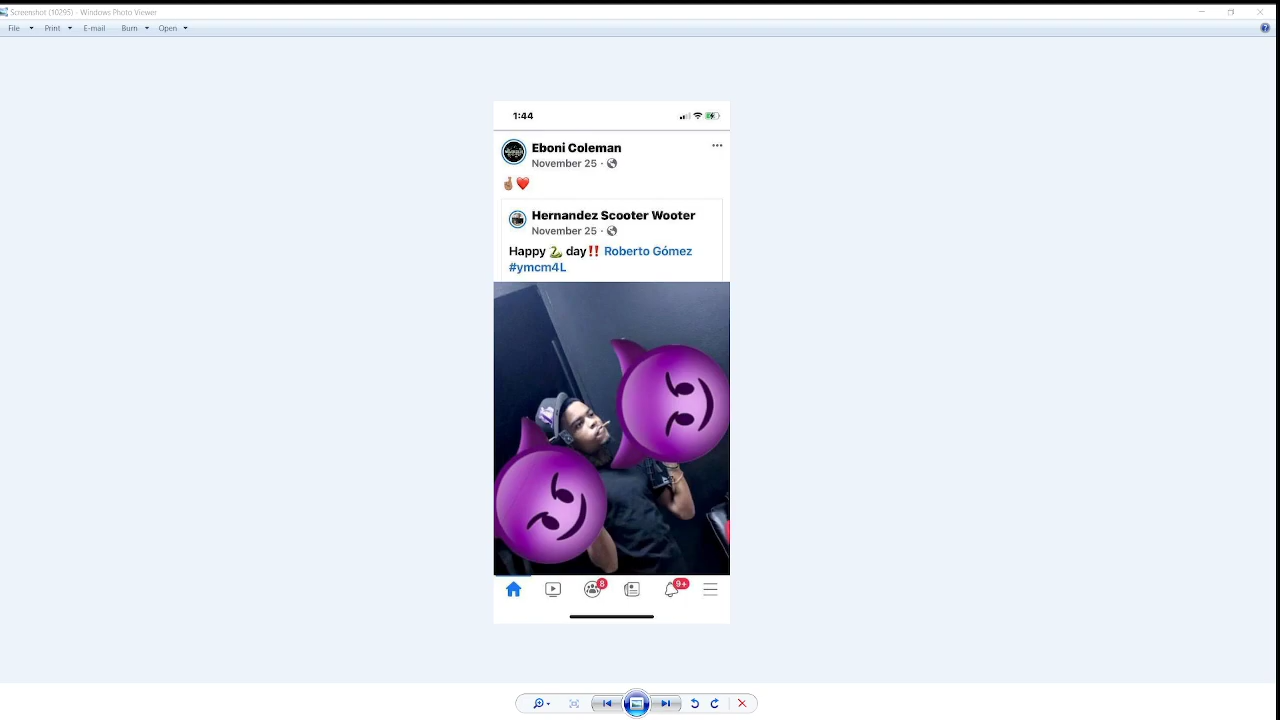 Screenshot (10295) - Windows Photo Viewer
File Print E-mail Burn Open
1:44
Eboni Coleman
November 25 ·
🤞🏽❤️
Hernandez Scooter Wooter
November 25 ·
Happy 🐍 day‼️ Roberto Gómez
#ymcm4L
8 9+